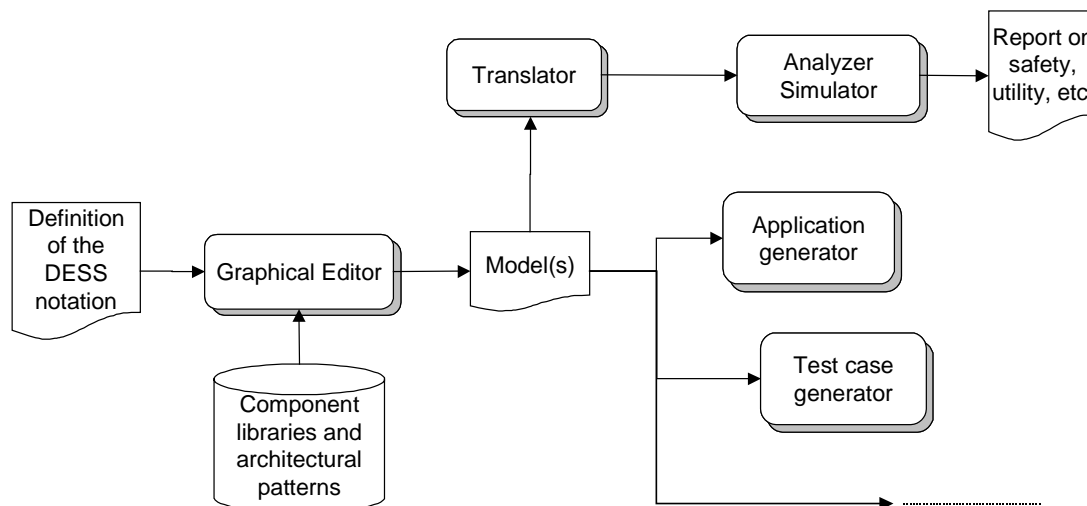 Report on
safety,
utility, etc
Translator
Analyzer
Simulator
Definition
of the
DESS
notation
Graphical Editor
Model(s)
Application
generator
Test case
generator
Component
libraries and
architectural
patterns